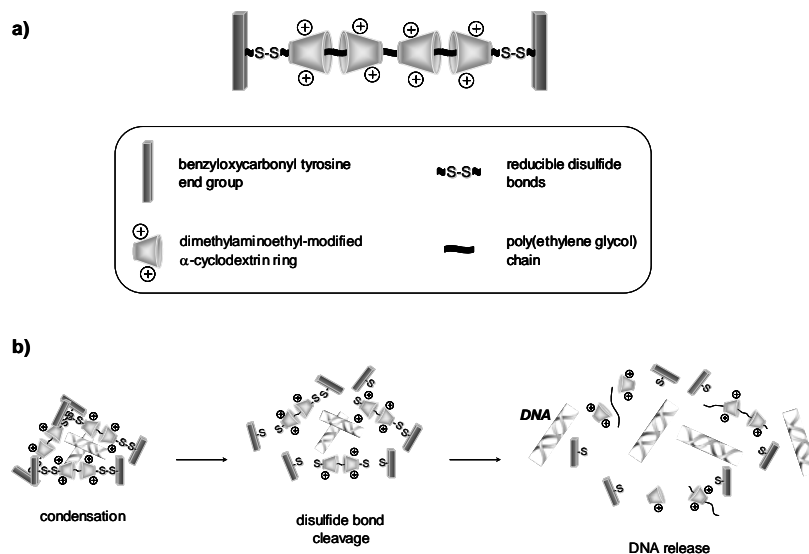 a)
S-S
S-S
benzyloxycarbonyl tyrosine
end group
S-S
reducible disulfide
bonds
dimethylaminoethyl-modified
α-cyclodextrin ring
poly(ethylene glycol)
chain
b)
DNA
condensation
disulfide bond
cleavage
DNA release